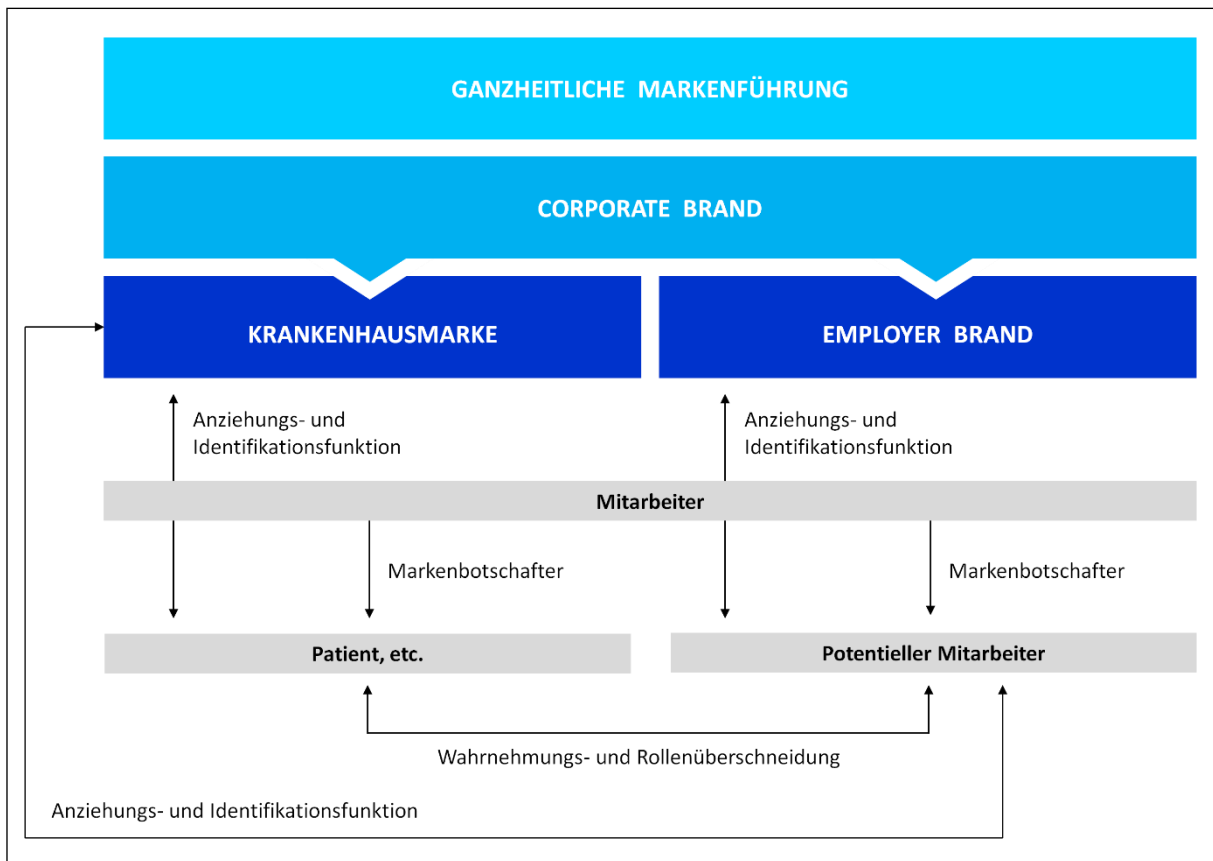 GANZHEITLICHE MARKENFÜHRUNG
CORPORATE BRAND
KRANKENHAUSMARKE
EMPLOYER BRAND
Anziehungs- und
Identifikationsfunktion
Anziehungs- und
Identifikationsfunktion
Mitarbeiter
Markenbotschafter
Markenbotschafter
Patient, etc.
Potentieller Mitarbeiter
Wahrnehmungs- und Rollenüberschneidung
Anziehungs- und Identifikationsfunktion